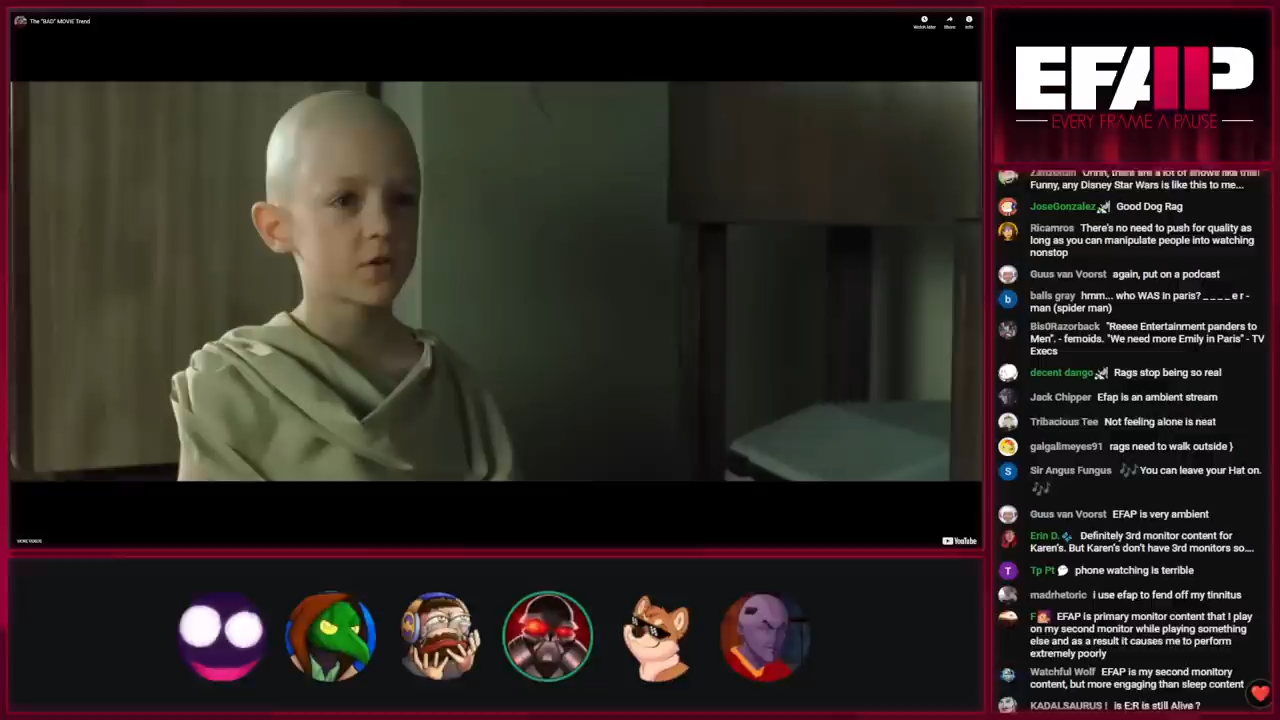 The "BAD" MOVIE Trend
Watch later
Share
Info
MORE VIDEOS
YouTube
EFAP
EVERY FRAME A PAUSE
Funny, any Disney Star Wars is like this to me...
JoseGonzalez Good Dog Rag
Ricamros There's no need to push for quality as
long as you can manipulate people into watching
nonstop
Guus van Voorst again, put on a podcast
balls gray hmm... who WAS in paris? _ _ _ _ e r -
man (spider man)
Bis0Razorback "Reeee Entertainment panders to
Men". - femoids. "We need more Emily in Paris" - TV
Execs
decent dango Rags stop being so real
Jack Chipper Efap is an ambient stream
Tribacious Tee Not feeling alone is neat
galgalimeyes91 rags need to walk outside }
Sir Angus Fungus 🎶You can leave your Hat on.
🎶
Guus van Voorst EFAP is very ambient
Erin D. Definitely 3rd monitor content for
Karen's. But Karen's don't have 3rd monitors so....
Tp Pt phone watching is terrible
madrhetoric i use efap to fend off my tinnitus
F EFAP is primary monitor content that I play
on my second monitor while playing something
else and as a result it causes me to perform
extremely poorly
Watchful Wolf EFAP is my second monitory
content, but more engaging than sleep content
KADALSAURUS ! is E;R is still Alive ?